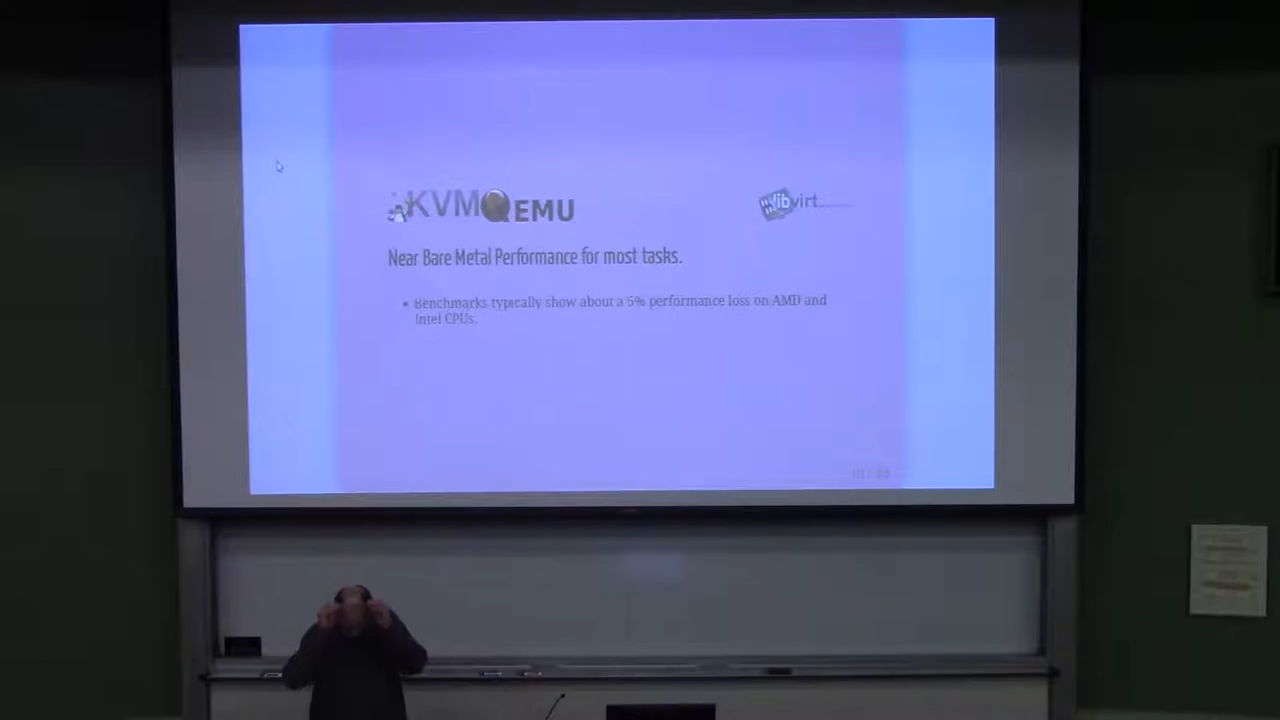 KVM QEMU
libvirt
Near Bare Metal Performance for most tasks.
• Benchmarks typically show about a 5% performance loss on AMD and
Intel CPUs.